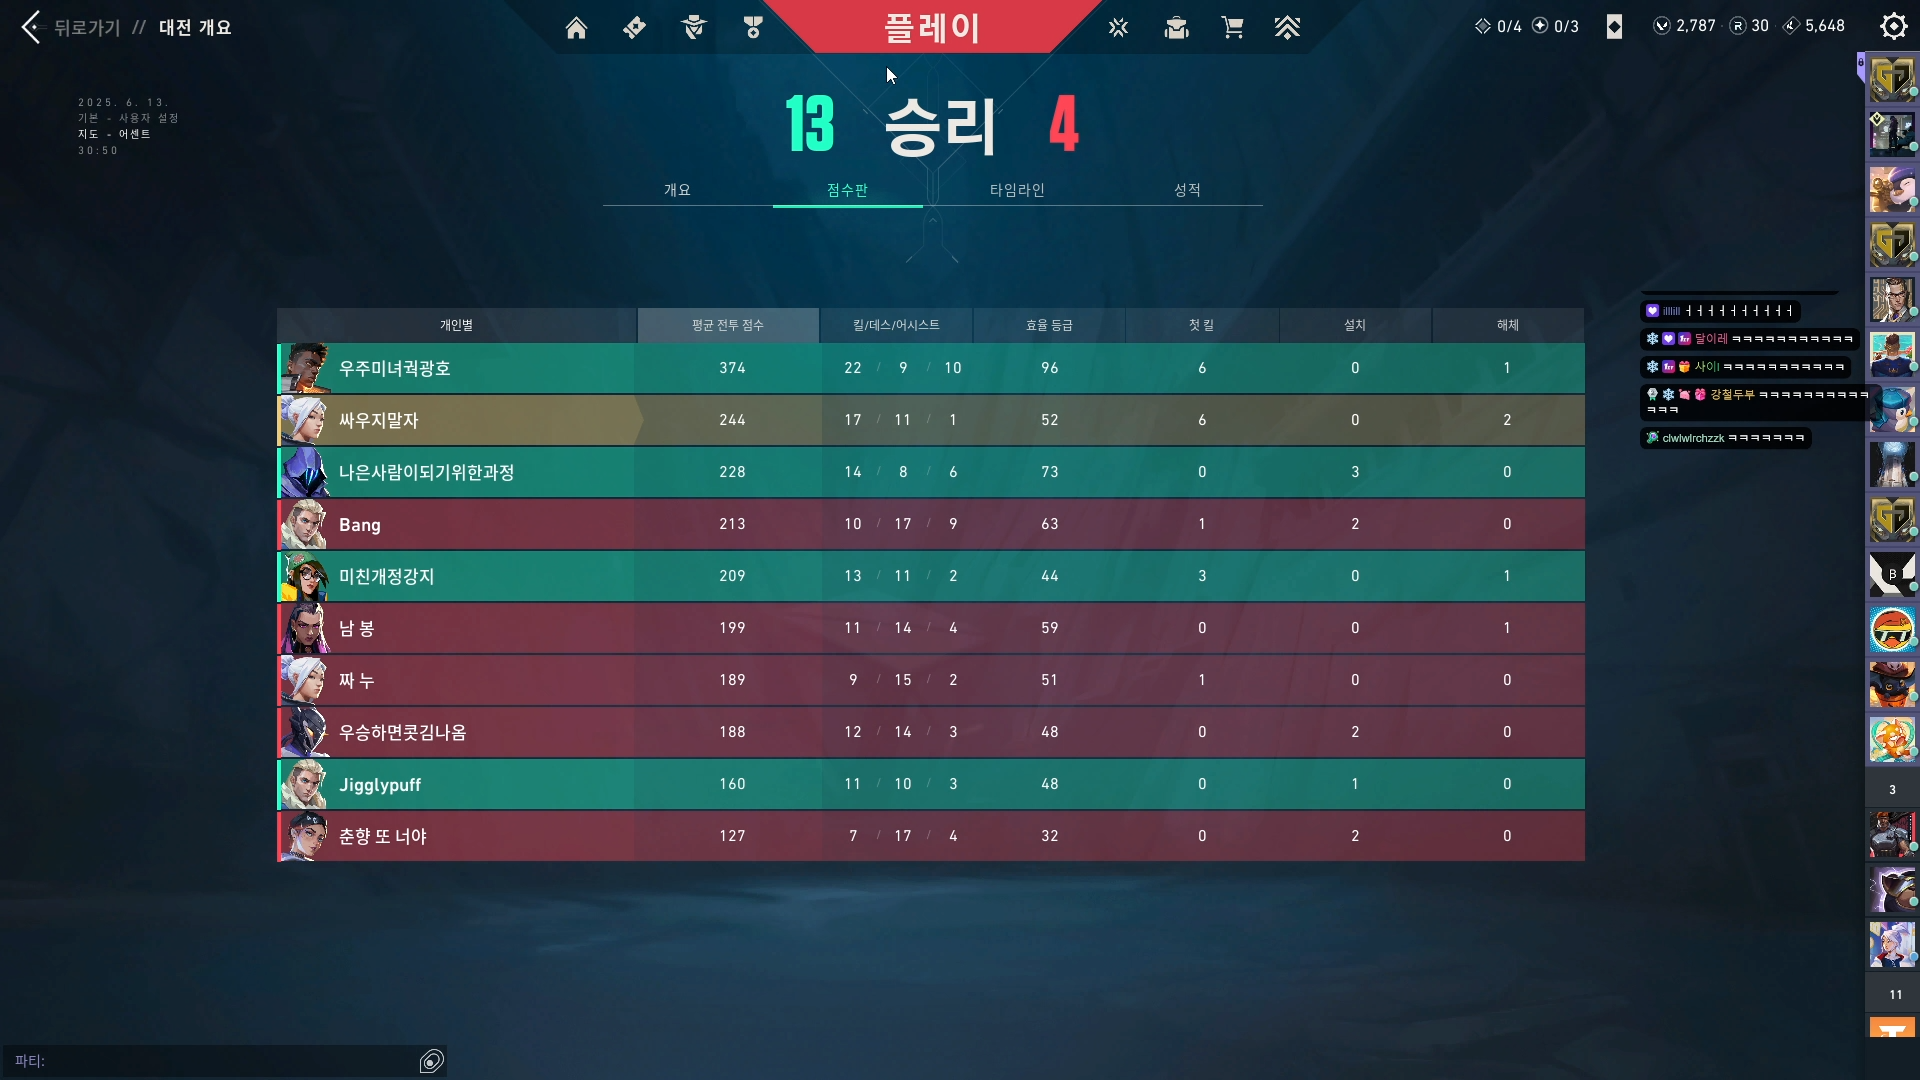 뒤로가기 // 대전 개요
플레이
0/4 0/3 2,787 30 5,648
2025. 6. 13.
기본 - 사용자 설정
지도 - 어센트
30:50
13 승리 4
개요 점수판 타임라인 성적
개인별 평균 전투 점수 킬/데스/어시스트 효율 등급 첫 킬 설치 해체
우주미녀궉광호 374 22 / 9 / 10 96 6 0 1
싸우지말자 244 17 / 11 / 1 52 6 0 2
나은사람이되기위한과정 228 14 / 8 / 6 73 0 3 0
Bang 213 10 / 17 / 9 63 1 2 0
미친개정강지 209 13 / 11 / 2 44 3 0 1
남 봉 199 11 / 14 / 4 59 0 0 1
짜 누 189 9 / 15 / 2 51 1 0 0
우승하면콧김나옴 188 12 / 14 / 3 48 0 2 0
Jigglypuff 160 11 / 10 / 3 48 0 1 0
춘향 또 너야 127 7 / 17 / 4 32 0 2 0
ㅕㅕㅕㅕㅕㅕㅕㅕㅕㅕ
달이레 ㅋㅋㅋㅋㅋㅋㅋㅋㅋㅋㅋ
사이 ㅋㅋㅋㅋㅋㅋㅋㅋㅋㅋㅋ
강철두부 ㅋㅋㅋㅋㅋㅋㅋㅋㅋㅋ
ㅋㅋㅋ
clwlwlrchzzk ㅋㅋㅋㅋㅋㅋㅋ
B
3
11
파티: